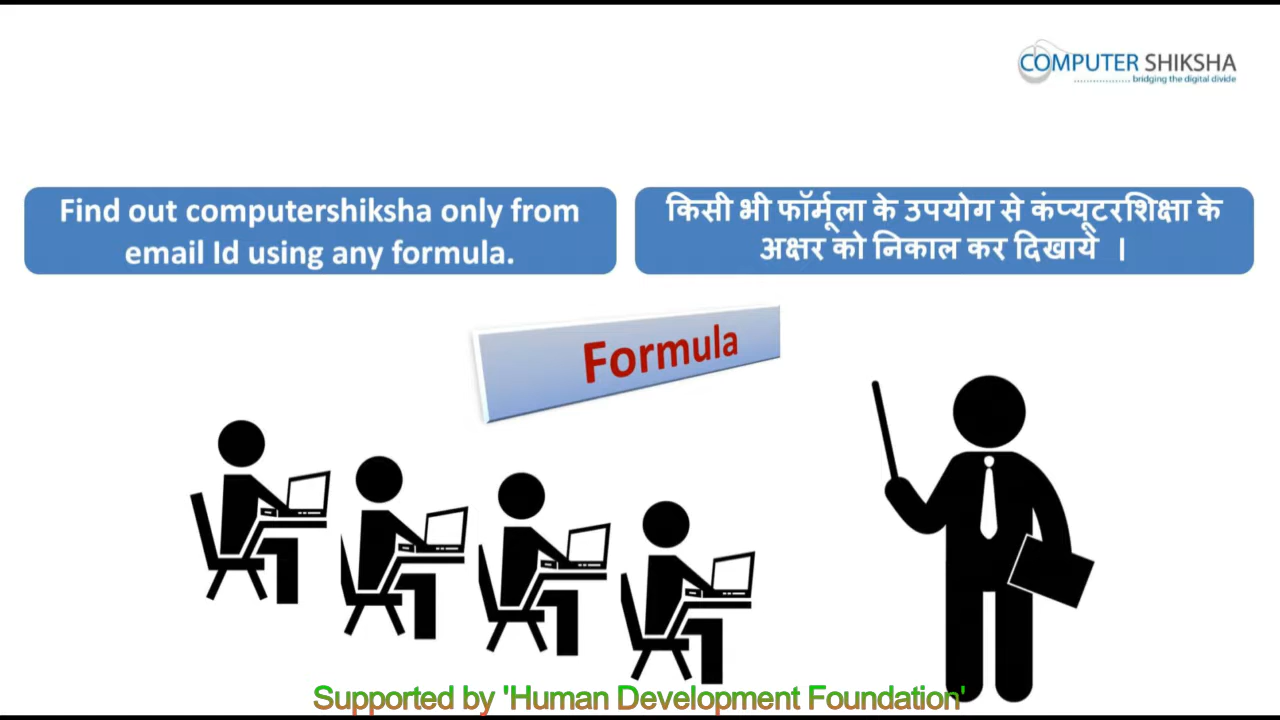 COMPUTER SHIKSHA
bridging the digital divide
Find out computershiksha only from
email Id using any formula.
किसी भी फॉर्मूला के उपयोग से कंप्यूटरशिक्षा के
अक्षर को निकाल कर दिखाये ।
Formula
Supported by 'Human Development Foundation'